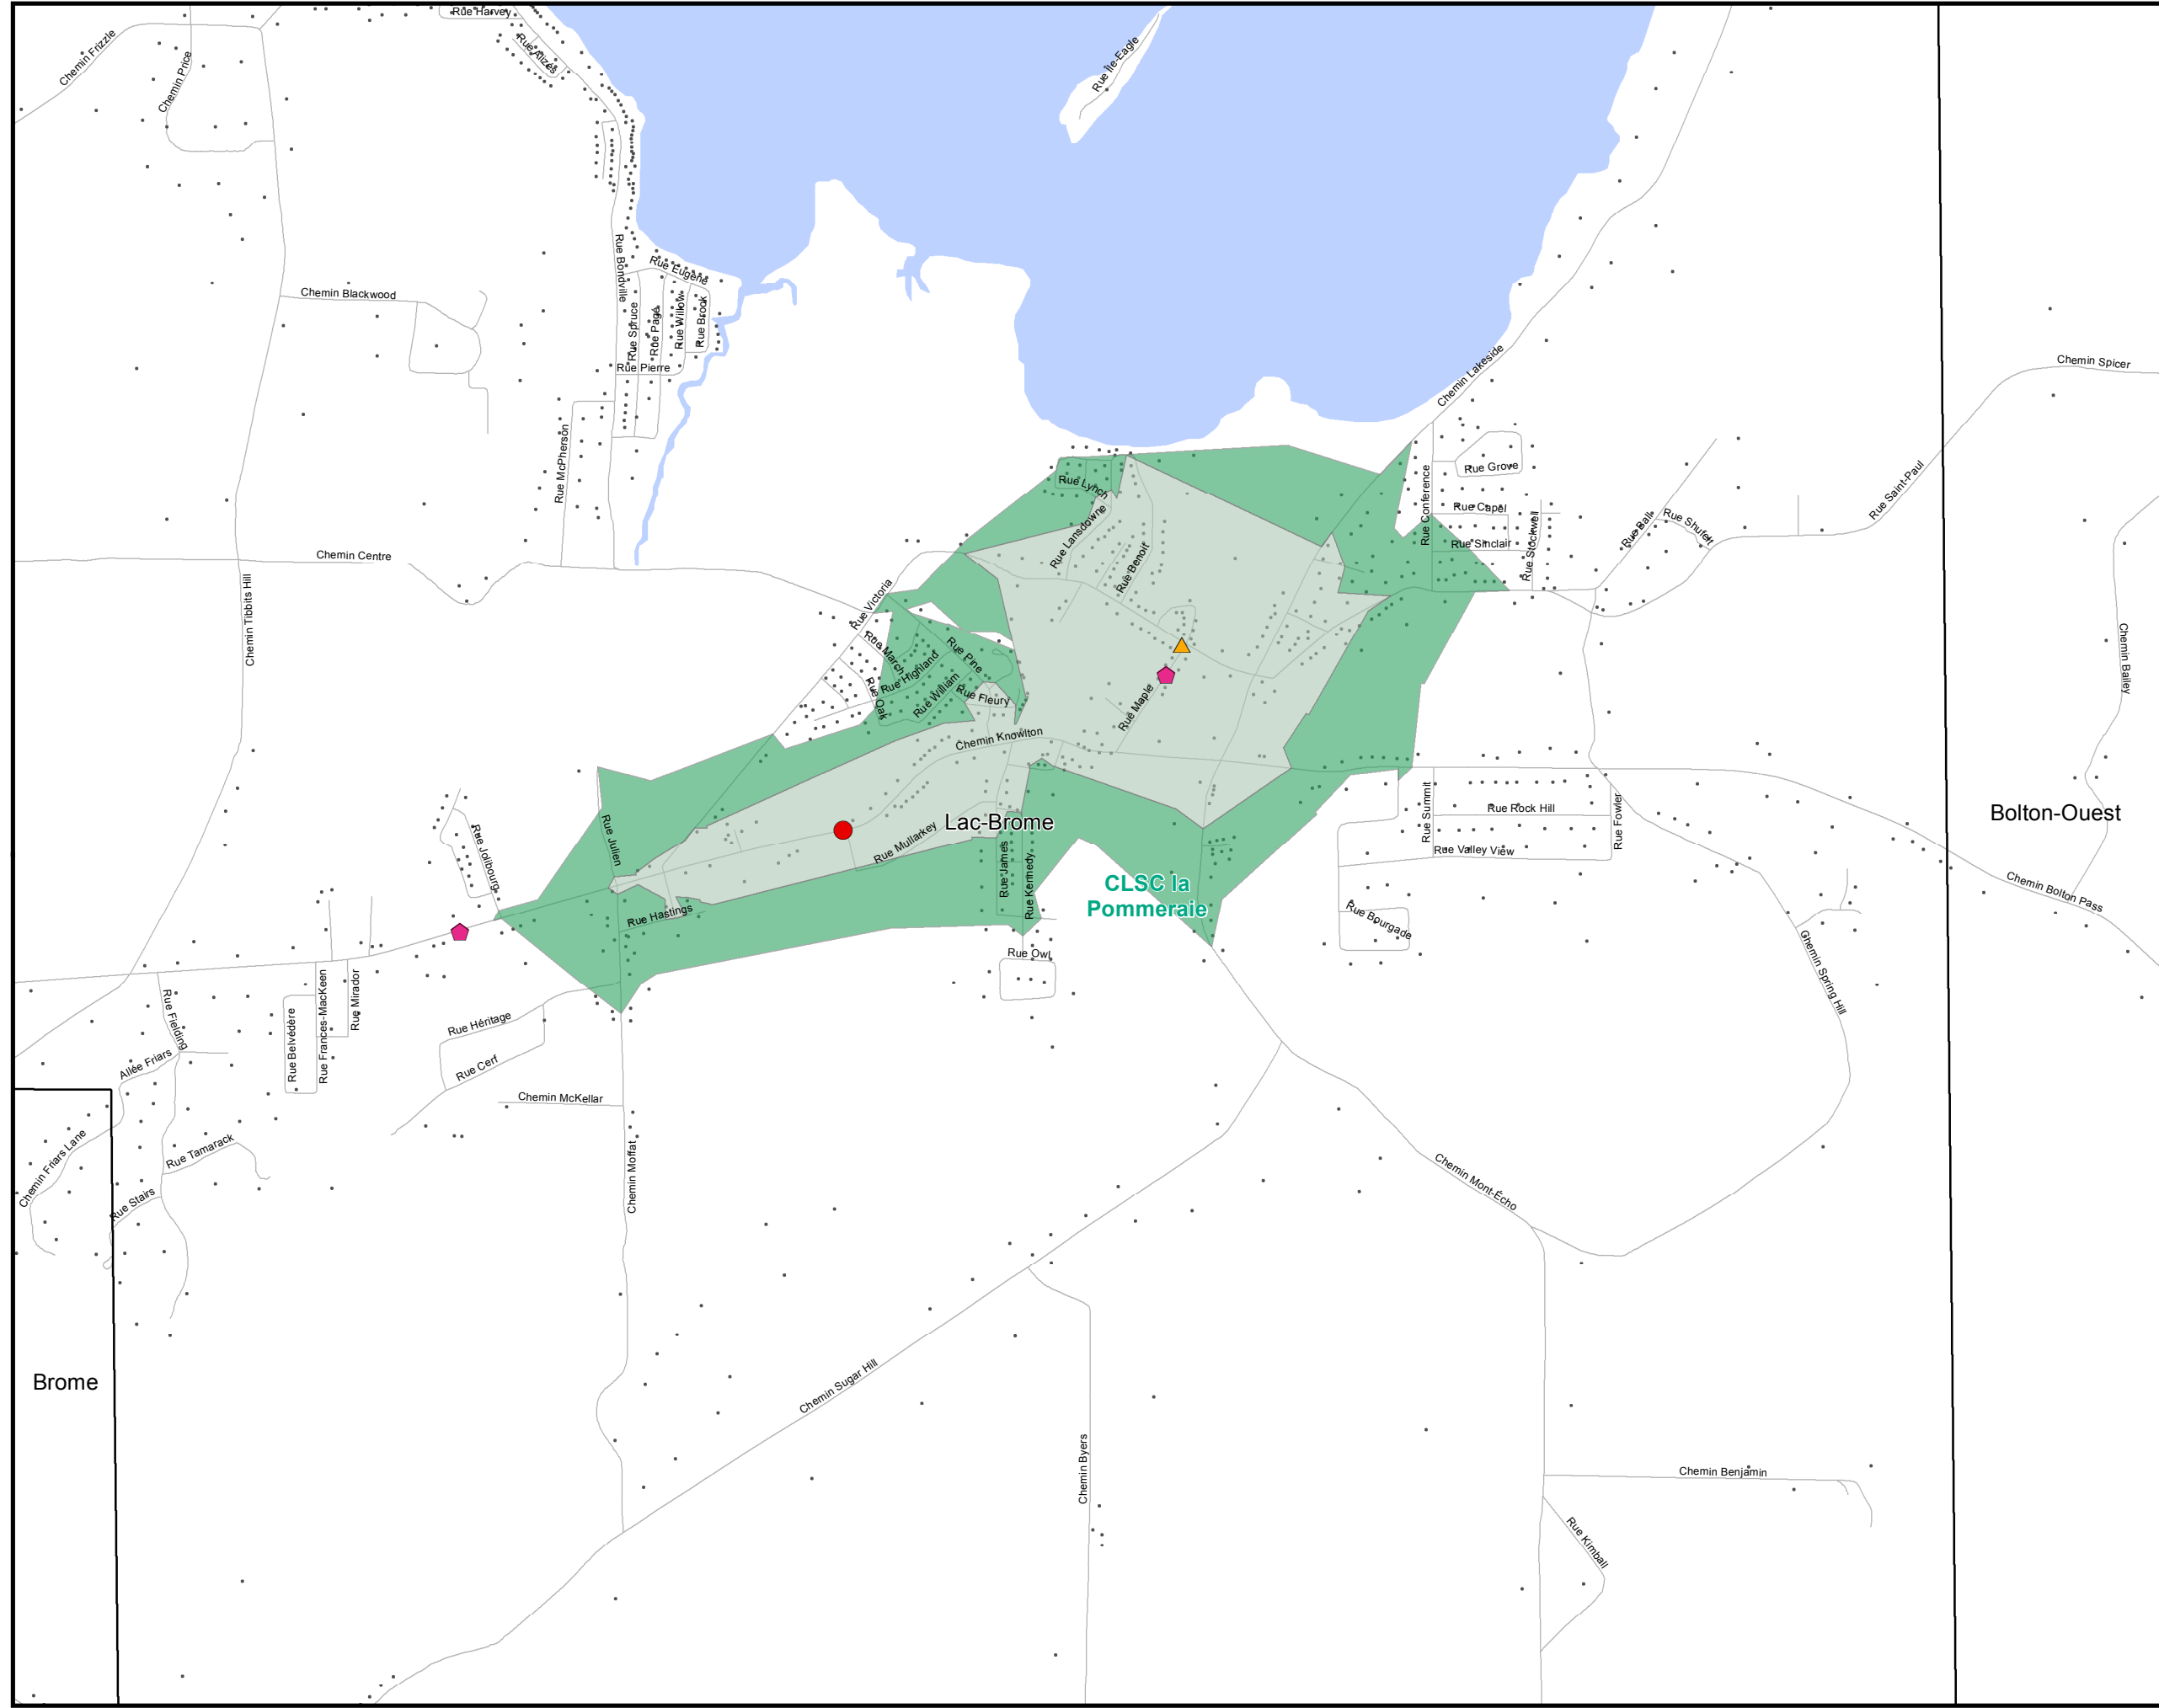 Rue Harvey
Chemin Frizzle
Rue Alizés
Rue Île-Eagle
Chemin Price
Rue Bondville
Rue Eugène
Chemin Blackwood
Rue Spruce
Rue Pagé
Rue Willow
Rue Brook
Rue Pierre
Chemin Lakeside
Chemin Spicer
Rue McPherson
Rue Grove
Rue Conference
Rue Lynch
Rue Saint-Paul
Rue Capel
Rue Lansdowne
Rue Ball
Rue Shufelt
Rue Sinclair
Rue Stockwell
Chemin Centre
Rue Benoit
Rue Victoria
Chemin Tibbits Hill
Rue March
Rue Pine
Rue Highland
Rue Oak
Rue William
Rue Fleury
Chemin Bailey
Rue Maple
Chemin Knowlton
Rue Summit
Rue Rock Hill
Rue Fowler
Bolton-Ouest
Lac-Brome
Rue Julien
Rue Mullarkey
Rue Jolibourg
Rue Valley View
Rue James
Rue Kennedy
CLSC la
Pommeraie
Chemin Bolton Pass
Rue Hastings
Rue Bourgade
Rue Owl
Chemin Spring Hill
Rue Fielding
Rue Belvédère
Rue Frances-MacKeen
Rue Mirador
Rue Héritage
Allée Friars
Rue Cerf
Chemin McKellar
Chemin Friars Lane
Rue Tamarack
Chemin Moffat
Chemin Mont-Écho
Rue Stairs
Brome
Chemin Sugar Hill
Chemin Byers
Chemin Benjamin
Rue Kimball